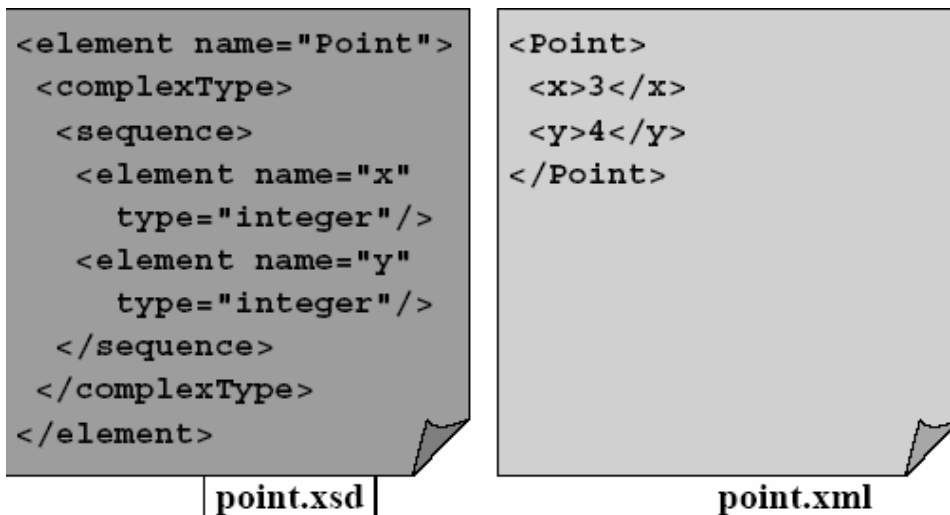 <element name="Point">
<complexType>
<sequence>
<element name="x"
type="integer"/>
<element name="y"
type="integer"/>
</sequence>
</complexType>
</element>
point.xsd
<Point>
<x>3</x>
<y>4</y>
</Point>
point.xml